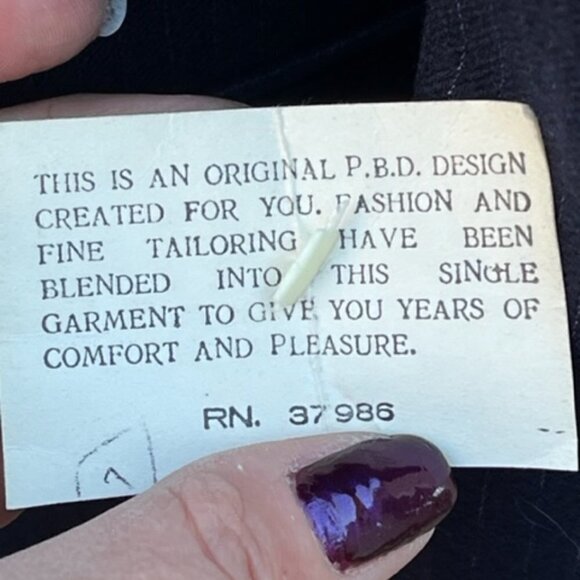 THIS IS AN ORIGINAL P.B.D. DESIGN
CREATED FOR YOU. FASHION AND
FINE TAILORING HAVE BEEN
BLENDED INTO THIS SINGLE
GARMENT TO GIVE YOU YEARS OF
COMFORT AND PLEASURE.
RN. 37986